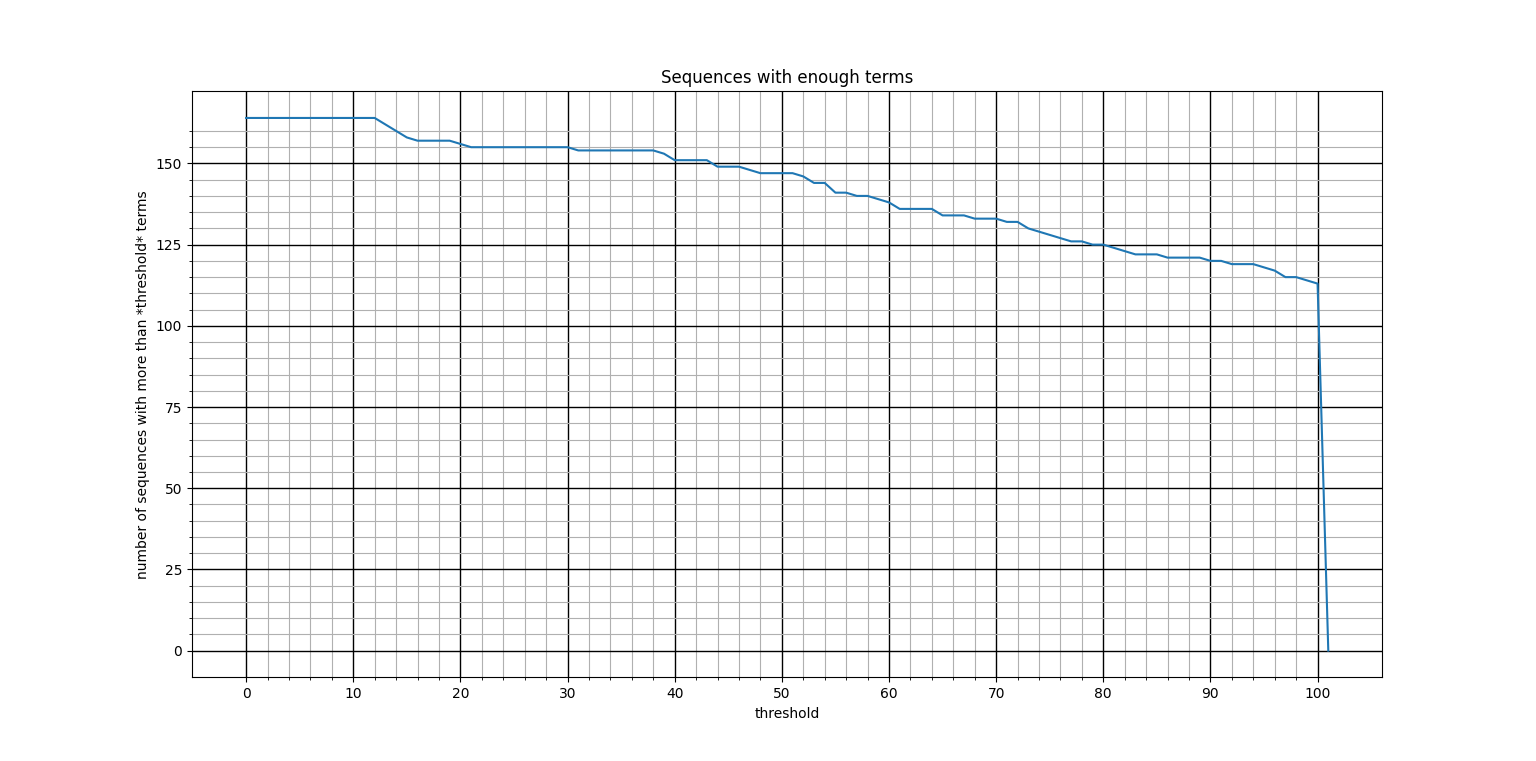 Sequences with enough terms
number of sequences with more than *threshold* terms
150
125
100
75
50
25
0
0 10 20 30 40 50 60 70 80 90 100
threshold